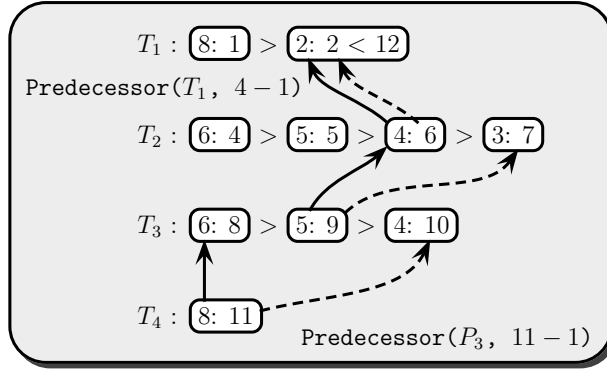 T₁ : 8: 1 > 2: 2 < 12
Predecessor(T₁, 4 − 1)
T₂ : 6: 4 > 5: 5 > 4: 6 > 3: 7
T₃ : 6: 8 > 5: 9 > 4: 10
T₄ : 8: 11
Predecessor(P₃, 11 − 1)